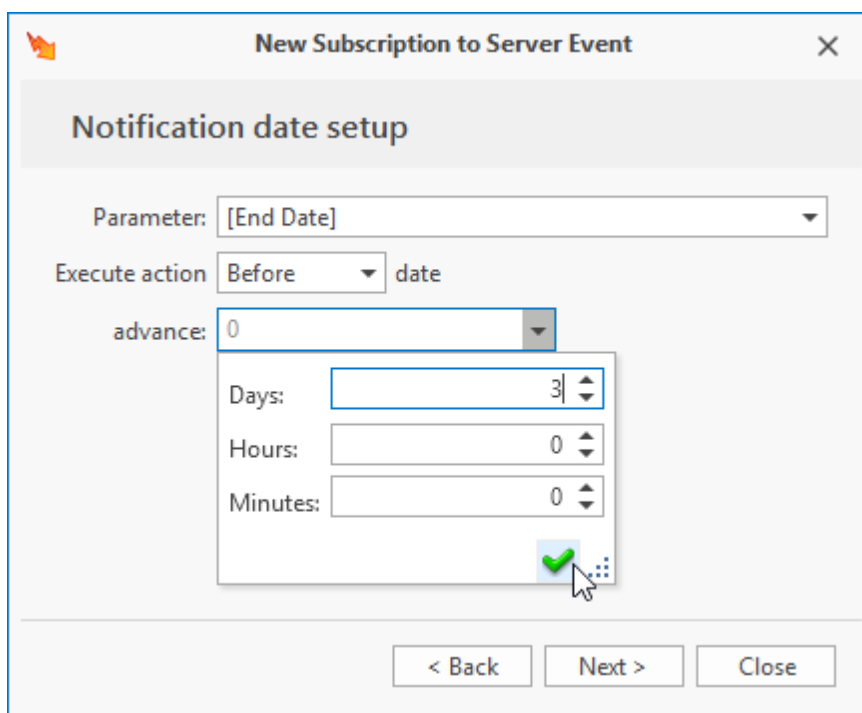 New Subscription to Server Event
Notification date setup
Parameter: [End Date]
Execute action Before date
advance: 0
Days: 3
Hours: 0
Minutes: 0
< Back Next > Close